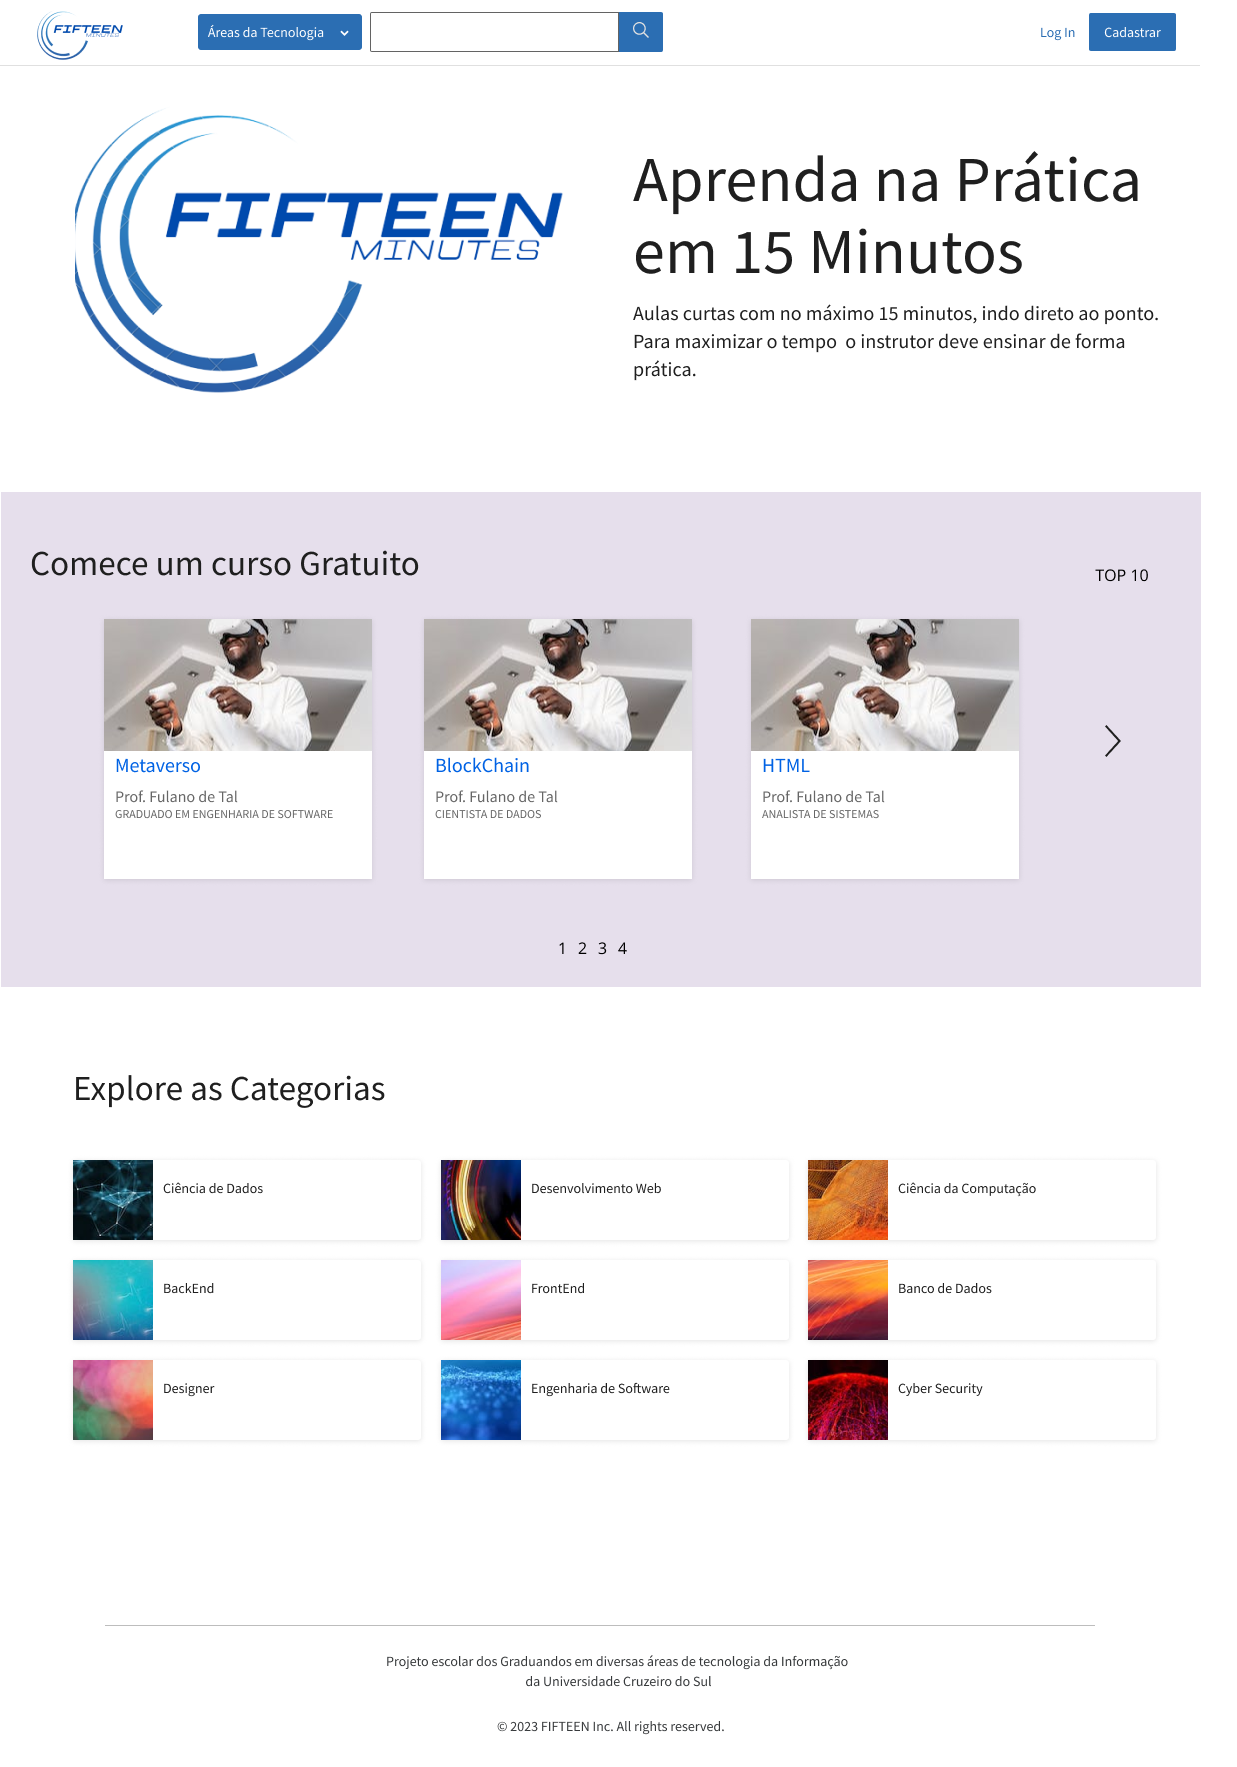 FIFTEEN
MINUTES
Áreas da Tecnologia
Log In
Cadastrar
FIFTEEN
MINUTES
Aprenda na Prática
em 15 Minutos
Aulas curtas com no máximo 15 minutos, indo direto ao ponto.
Para maximizar o tempo  o instrutor deve ensinar de forma
prática.
Comece um curso Gratuito
TOP 10
Metaverso
Prof. Fulano de Tal
GRADUADO EM ENGENHARIA DE SOFTWARE
BlockChain
Prof. Fulano de Tal
CIENTISTA DE DADOS
HTML
Prof. Fulano de Tal
ANALISTA DE SISTEMAS
1 2 3 4
Explore as Categorias
Ciência de Dados
Desenvolvimento Web
Ciência da Computação
BackEnd
FrontEnd
Banco de Dados
Designer
Engenharia de Software
Cyber Security
Projeto escolar dos Graduandos em diversas áreas de tecnologia da Informação
da Universidade Cruzeiro do Sul
© 2023 FIFTEEN Inc. All rights reserved.